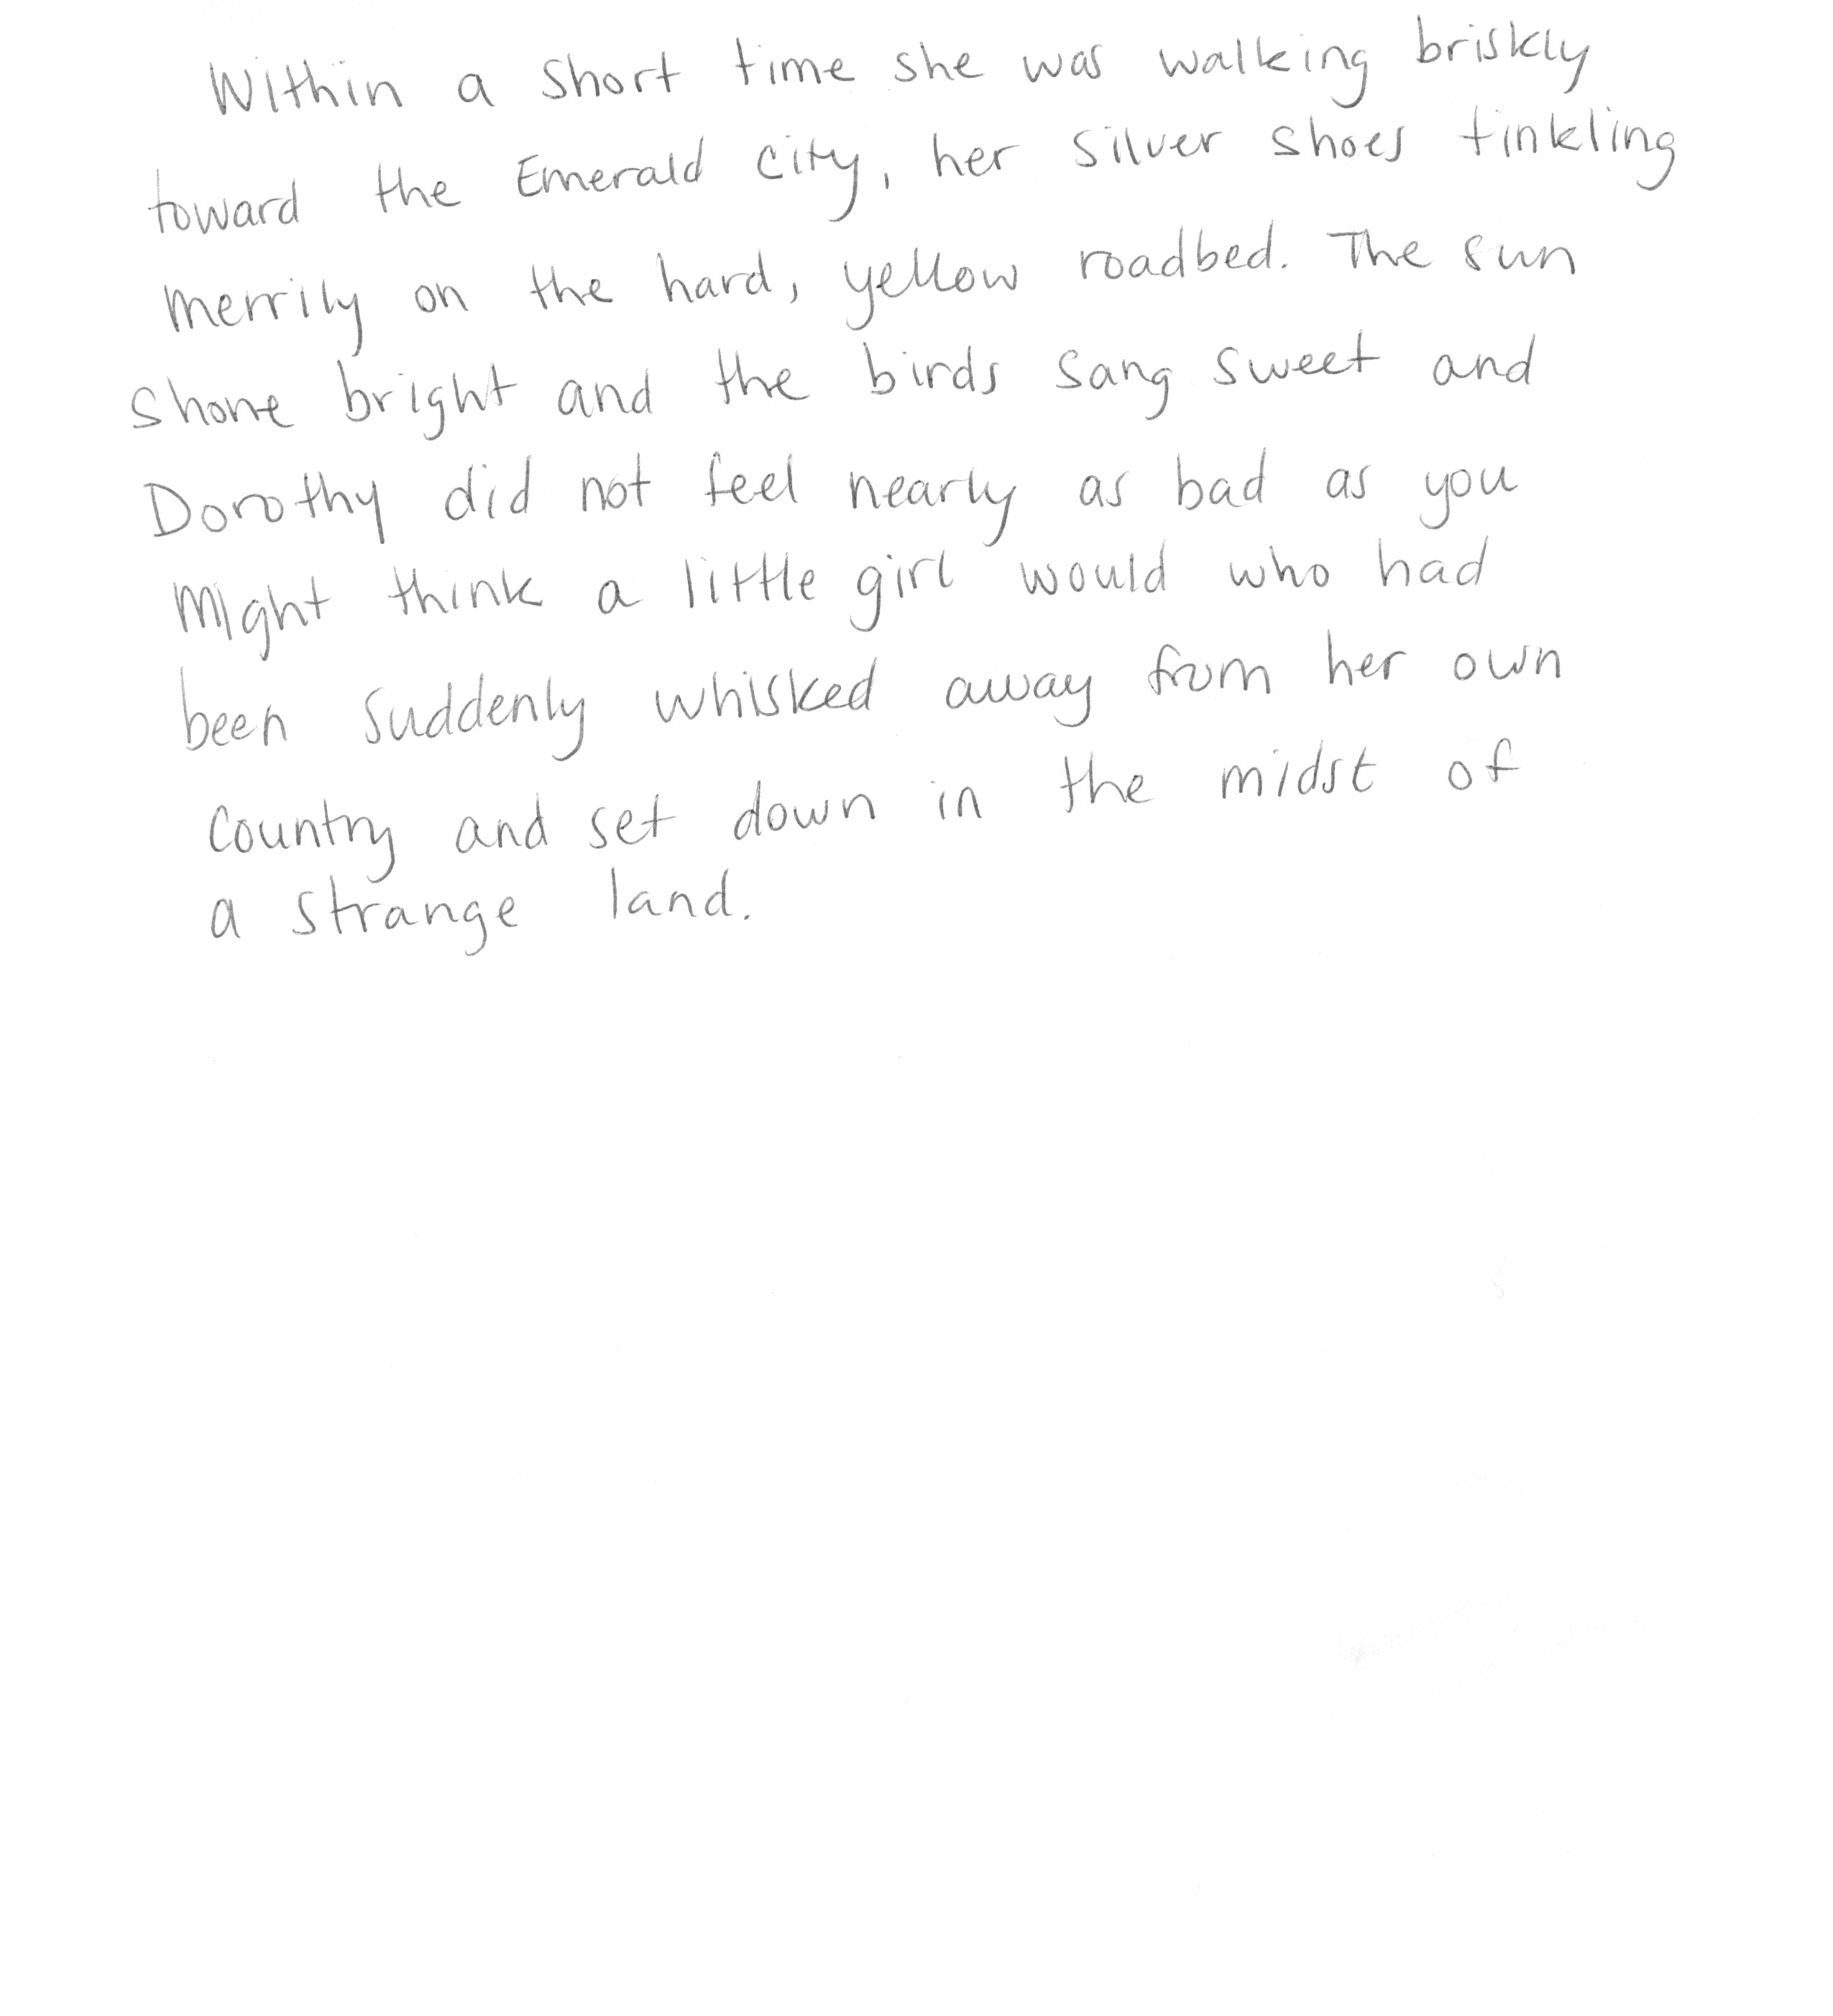 Within a short time she was walking briskly
toward the Emerald City, her silver shoes tinkling
merrily on the hard, yellow roadbed. The sun
shone bright and the birds sang sweet and
Dorothy did not feel nearly as bad as you
might think a little girl would who had
been suddenly whisked away from her own
country and set down in the midst of
a strange land.